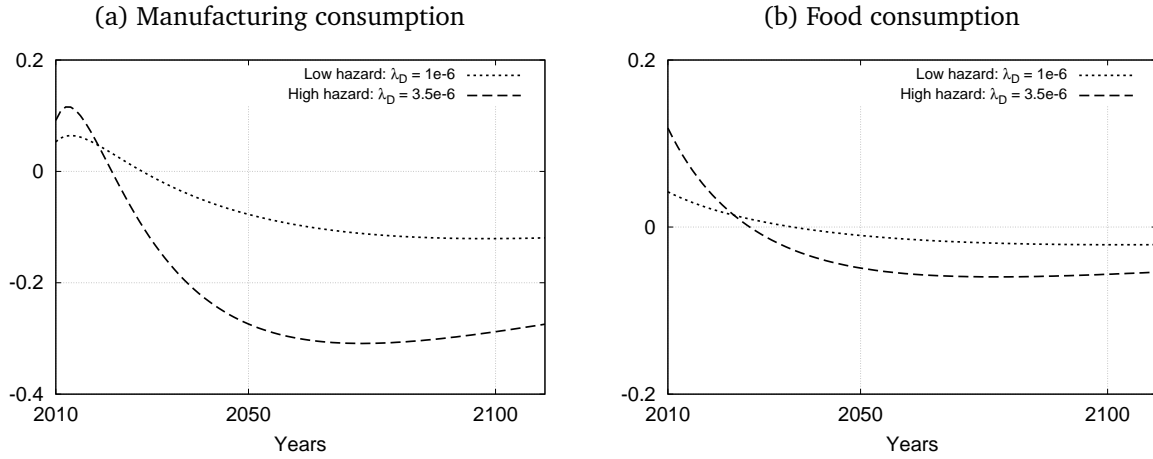 (a) Manufacturing consumption
0.2
Low hazard: λD = 1e-6
High hazard: λD = 3.5e-6
0
-0.2
-0.4
2010 2050 2100
Years
(b) Food consumption
0.2
Low hazard: λD = 1e-6
High hazard: λD = 3.5e-6
0
-0.2
2010 2050 2100
Years